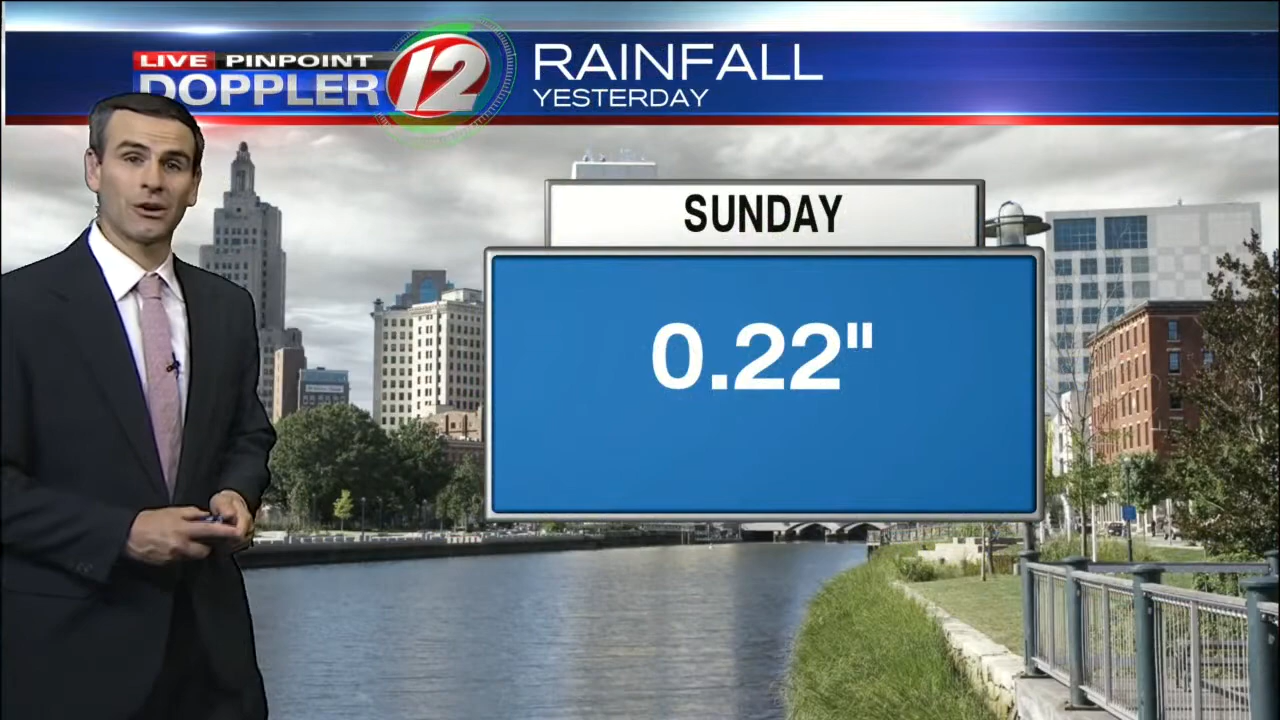 LIVE PINPOINT
DOPPLER 12
RAINFALL
YESTERDAY
SUNDAY
0.22"